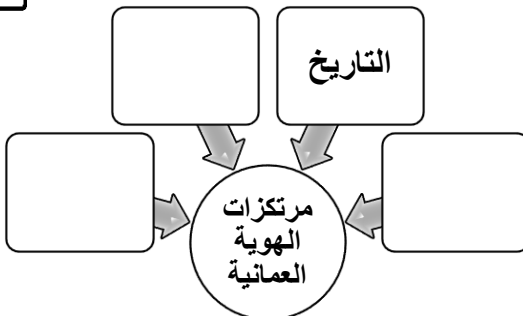 التاريخ
مرتكزات
الهوية
العمانية